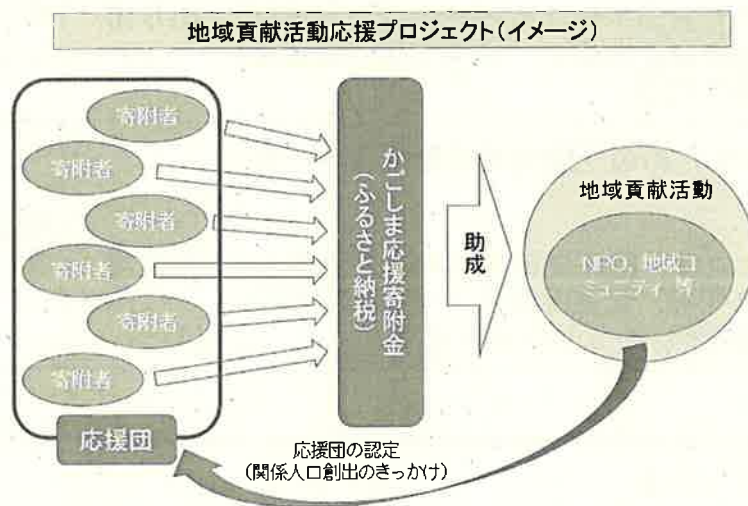 地域貢献活動応援プロジェクト(イメージ)
寄附者
寄附者
寄附者
寄附者
寄附者
寄附者
応援団
かごしま応援寄附金
(ふるさと納税)
助成
地域貢献活動
NPO，地域コ
ミュニティ 等
応援団の認定
(関係人口創出のきっかけ)